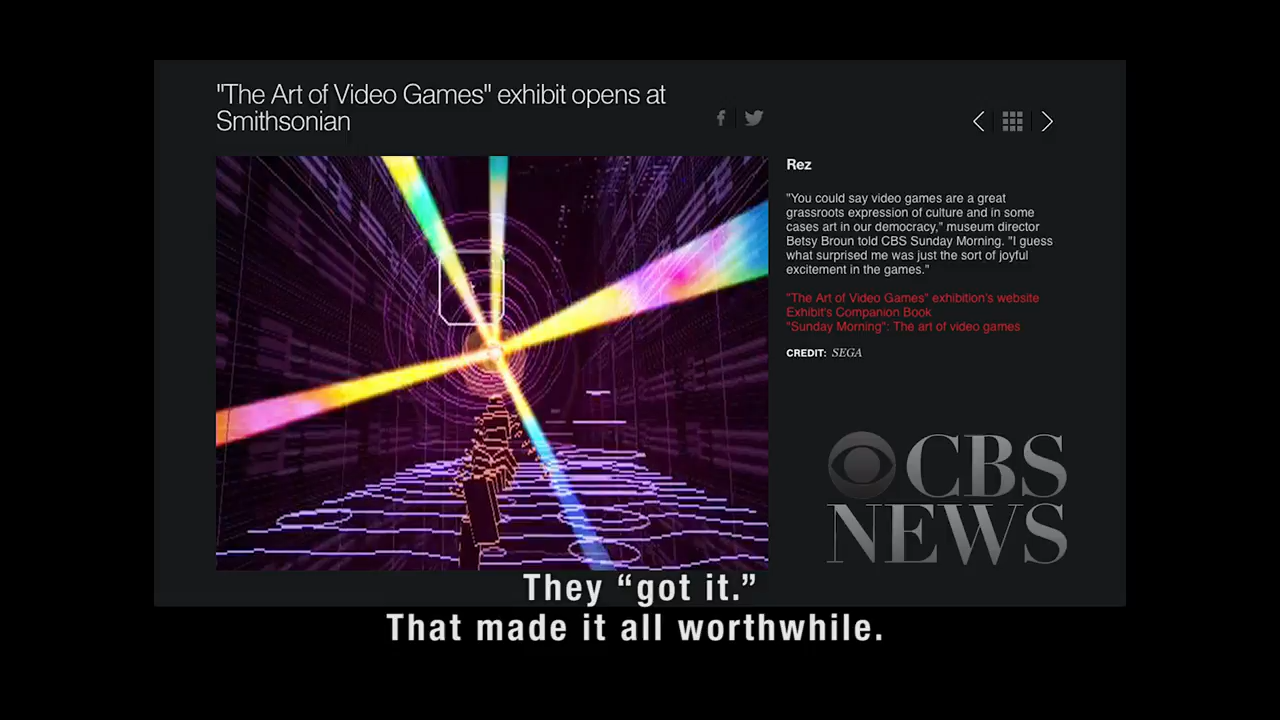 "The Art of Video Games" exhibit opens at
Smithsonian
Rez
"You could say video games are a great
grassroots expression of culture and in some
cases art in our democracy," museum director
Betsy Broun told CBS Sunday Morning. "I guess
what surprised me was just the sort of joyful
excitement in the games."
"The Art of Video Games" exhibition's website
Exhibit's Companion Book
"Sunday Morning": The art of video games
CREDIT: SEGA
CBS
NEWS
They “got it.”
That made it all worthwhile.